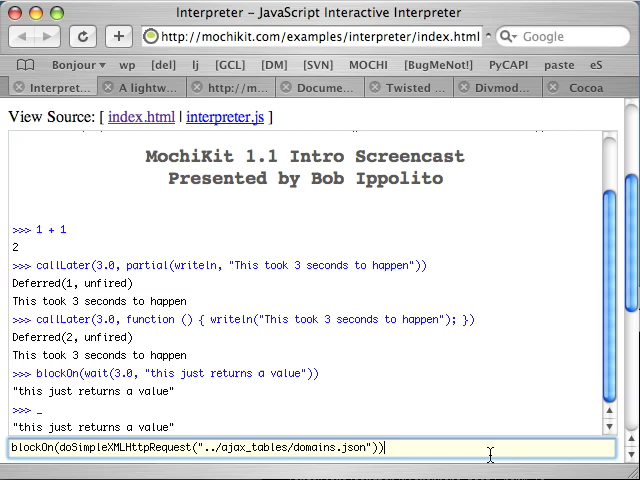 Interpreter – JavaScript Interactive Interpreter
http://mochikit.com/examples/interpreter/index.html
Google
Bonjour wp [del] lj [GCL] [DM] [SVN] MOCHI [BugMeNot!] PyCAPI paste eS
Interpret... A lightw... http://m... Docume... Twisted ... Divmod... Cocoa
View Source: [ index.html | interpreter.js ]
MochiKit 1.1 Intro Screencast
Presented by Bob Ippolito
>>> 1 + 1
2
>>> callLater(3.0, partial(writeln, "This took 3 seconds to happen"))
Deferred(1, unfired)
This took 3 seconds to happen
>>> callLater(3.0, function () { writeln("This took 3 seconds to happen"); })
Deferred(2, unfired)
This took 3 seconds to happen
>>> blockOn(wait(3.0, "this just returns a value"))
"this just returns a value"
>>> _
"this just returns a value"
blockOn(doSimpleXMLHttpRequest("../ajax_tables/domains.json"))